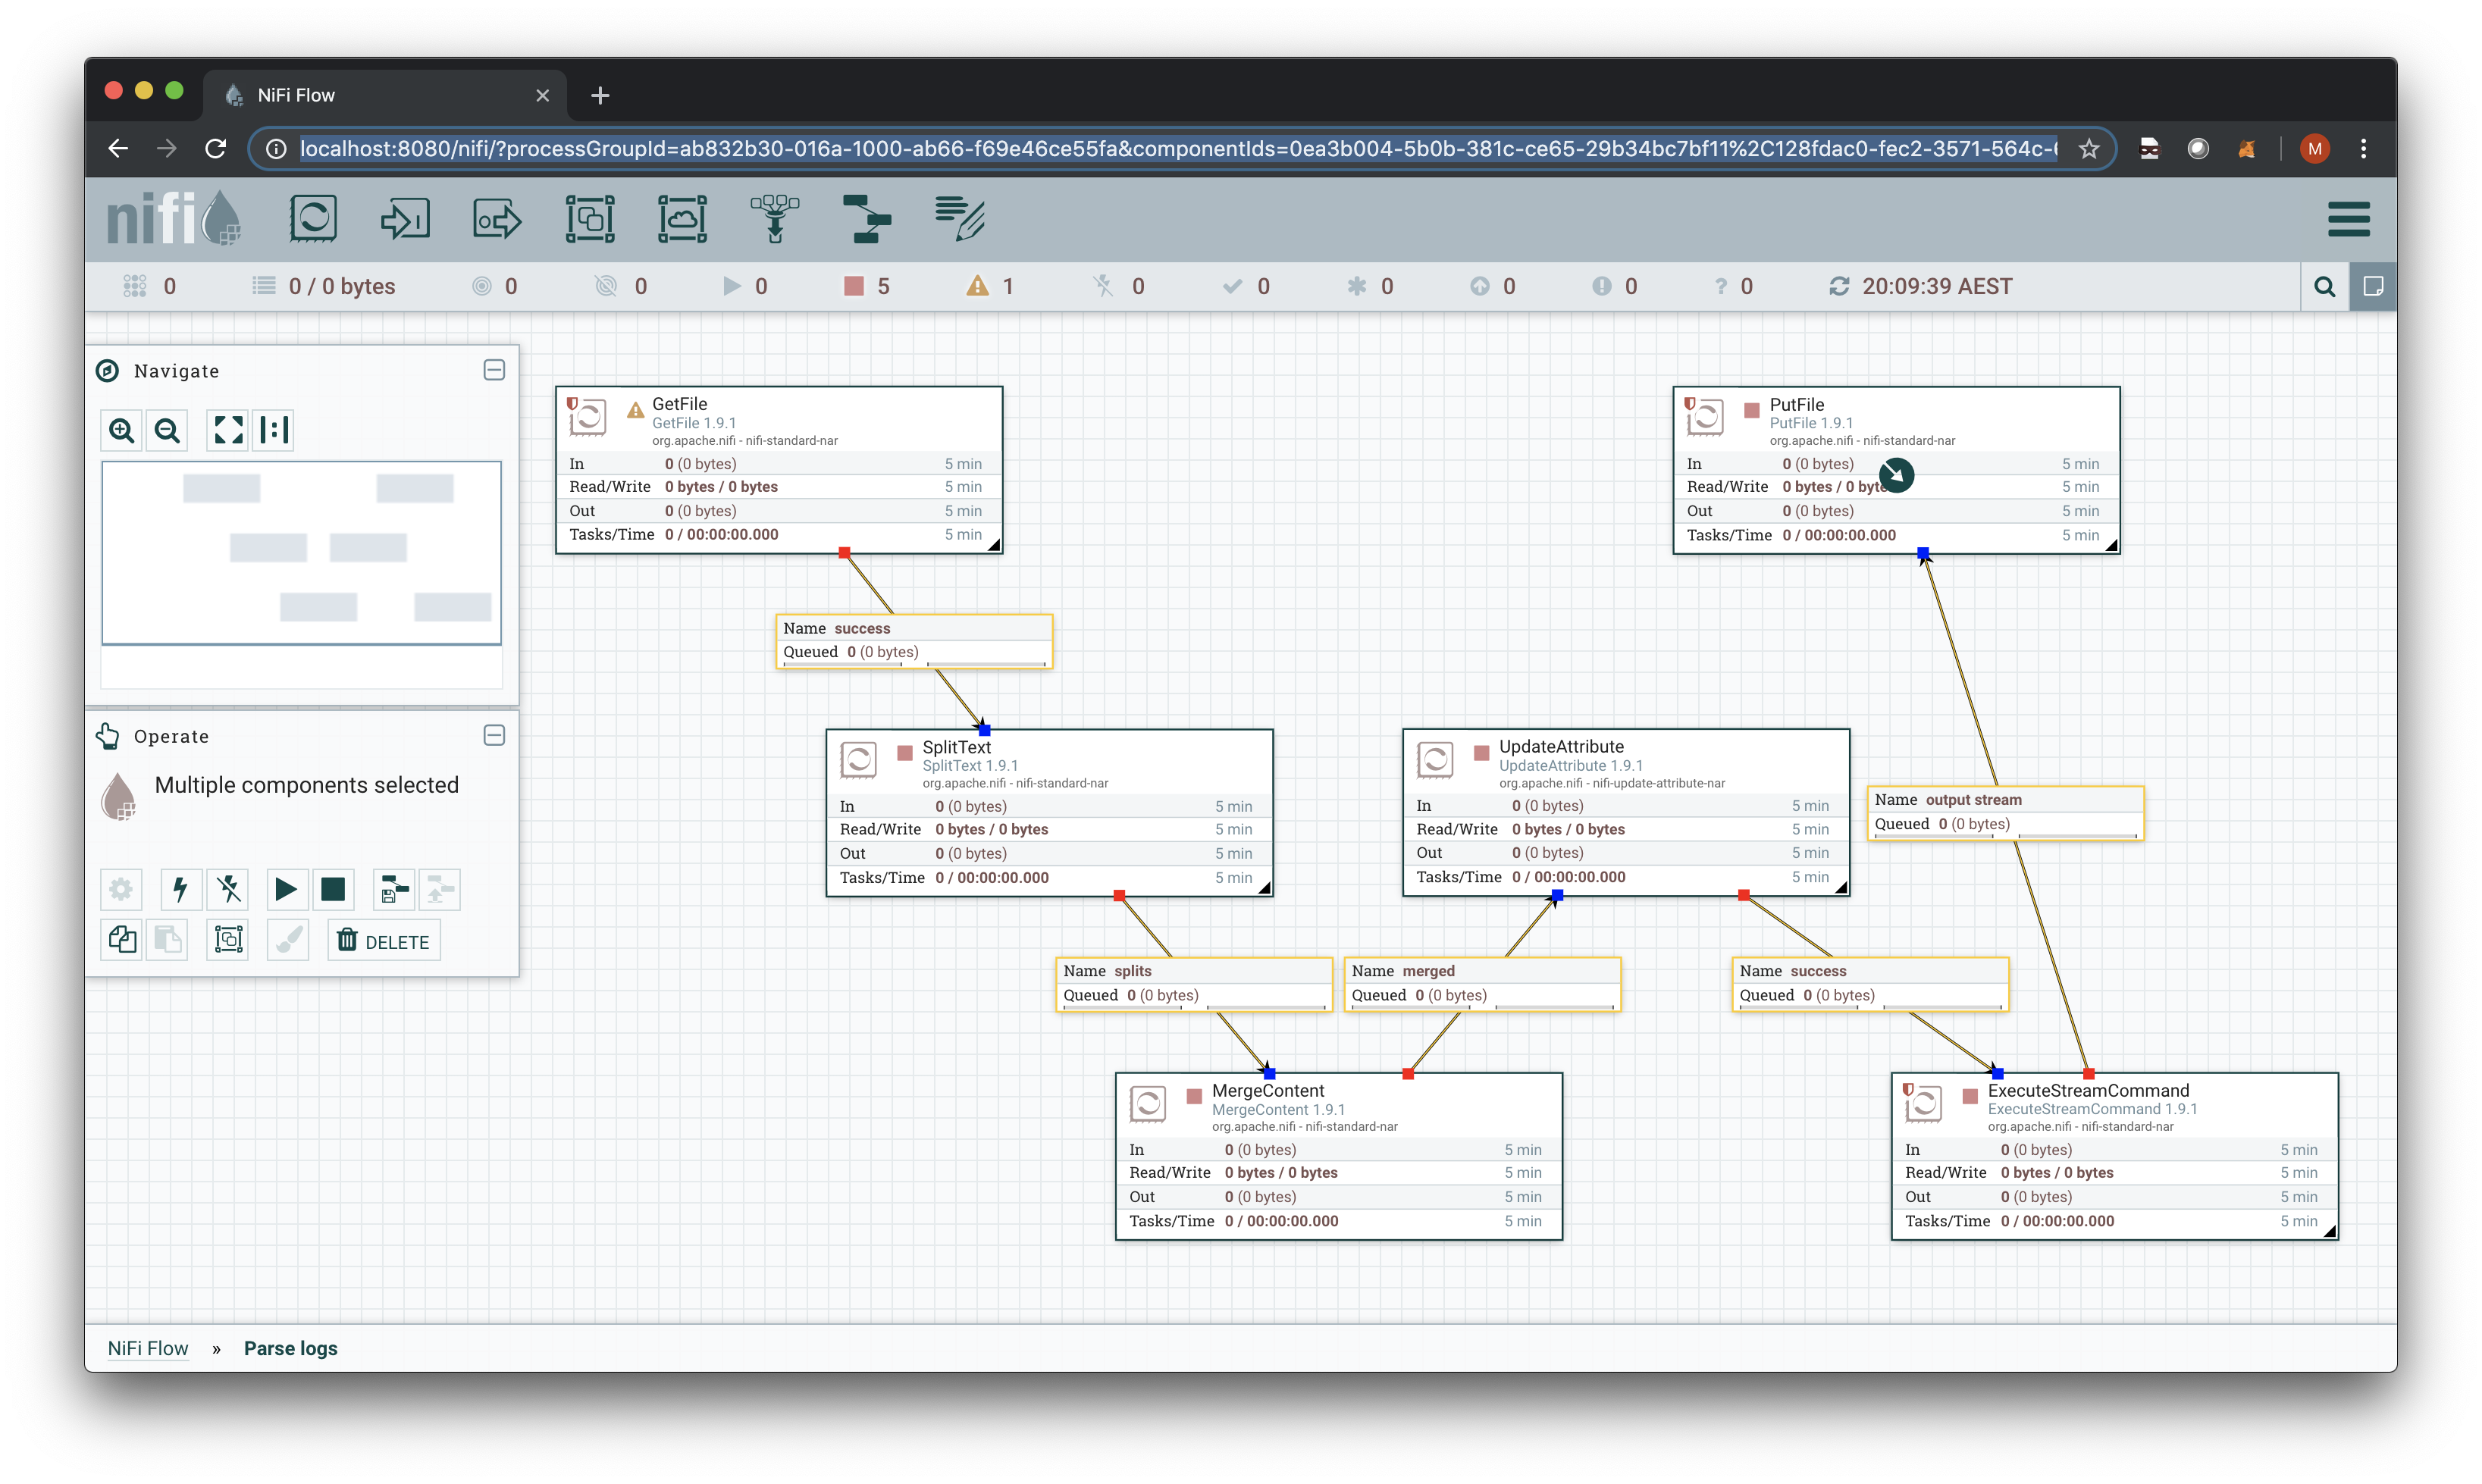 NiFi Flow
localhost:8080/nifi/?processGroupId=ab832b30-016a-1000-ab66-f69e46ce55fa&componentIds=0ea3b004-5b0b-381c-ce65-29b34bc7bf11%2C128fdac0-fec2-3571-564c-
M
nifi
0 0 / 0 bytes 0 0 0 5 1 0 0 0 0 0 ? 0 20:09:39 AEST
Navigate
Operate
Multiple components selected
DELETE
GetFile
GetFile 1.9.1
org.apache.nifi - nifi-standard-nar
In 0 (0 bytes) 5 min
Read/Write 0 bytes / 0 bytes 5 min
Out 0 (0 bytes) 5 min
Tasks/Time 0 / 00:00:00.000 5 min
PutFile
PutFile 1.9.1
org.apache.nifi - nifi-standard-nar
In 0 (0 bytes) 5 min
Read/Write 0 bytes / 0 byte 5 min
Out 0 (0 bytes) 5 min
Tasks/Time 0 / 00:00:00.000 5 min
Name success
Queued 0 (0 bytes)
SplitText
SplitText 1.9.1
org.apache.nifi - nifi-standard-nar
In 0 (0 bytes) 5 min
Read/Write 0 bytes / 0 bytes 5 min
Out 0 (0 bytes) 5 min
Tasks/Time 0 / 00:00:00.000 5 min
UpdateAttribute
UpdateAttribute 1.9.1
org.apache.nifi - nifi-update-attribute-nar
In 0 (0 bytes) 5 min
Read/Write 0 bytes / 0 bytes 5 min
Out 0 (0 bytes) 5 min
Tasks/Time 0 / 00:00:00.000 5 min
Name output stream
Queued 0 (0 bytes)
Name splits
Queued 0 (0 bytes)
Name merged
Queued 0 (0 bytes)
Name success
Queued 0 (0 bytes)
MergeContent
MergeContent 1.9.1
org.apache.nifi - nifi-standard-nar
In 0 (0 bytes) 5 min
Read/Write 0 bytes / 0 bytes 5 min
Out 0 (0 bytes) 5 min
Tasks/Time 0 / 00:00:00.000 5 min
ExecuteStreamCommand
ExecuteStreamCommand 1.9.1
org.apache.nifi - nifi-standard-nar
In 0 (0 bytes) 5 min
Read/Write 0 bytes / 0 bytes 5 min
Out 0 (0 bytes) 5 min
Tasks/Time 0 / 00:00:00.000 5 min
NiFi Flow » Parse logs